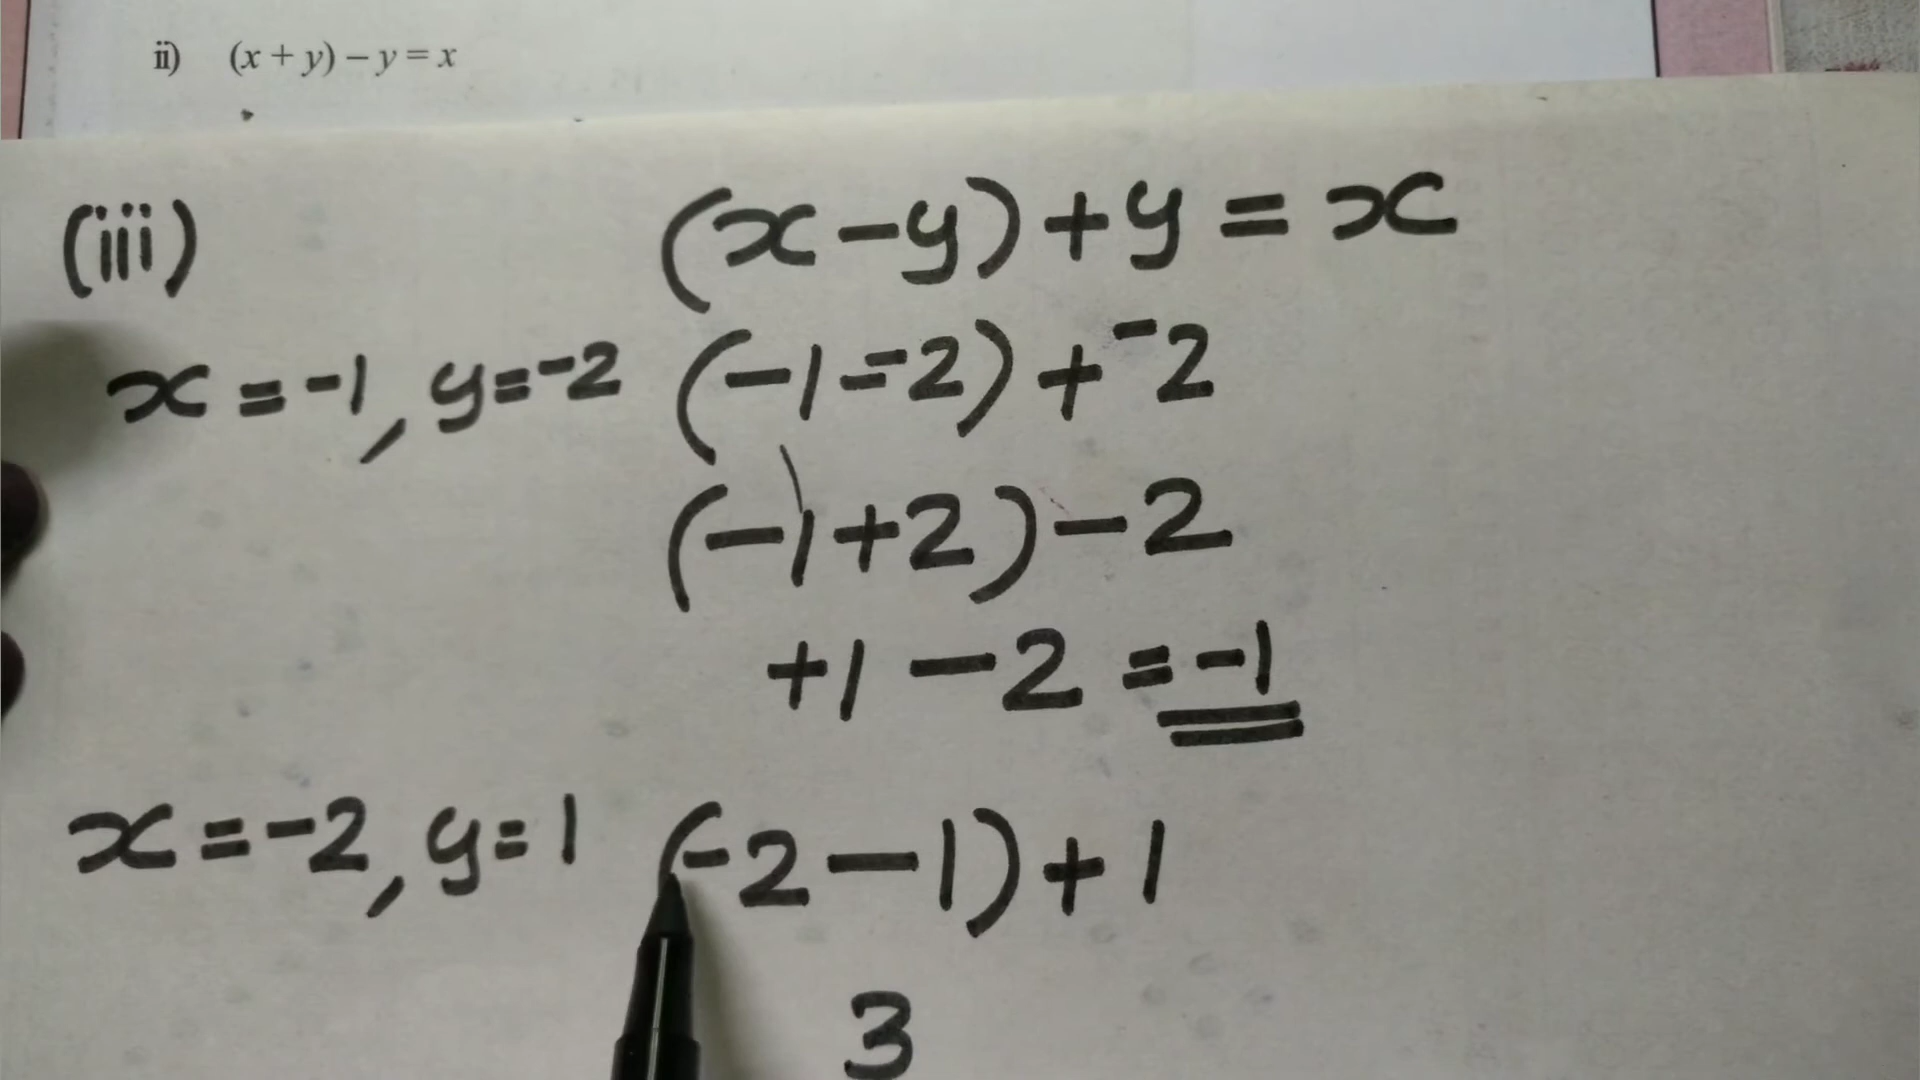 ii) (x + y) – y = x
(iii) (x-y)+y = x
x = -1, y = -2 (-1 - -2) + -2
(-1+2)-2
+1 - 2 = -1
x = -2, y = 1 (-2-1)+1
3